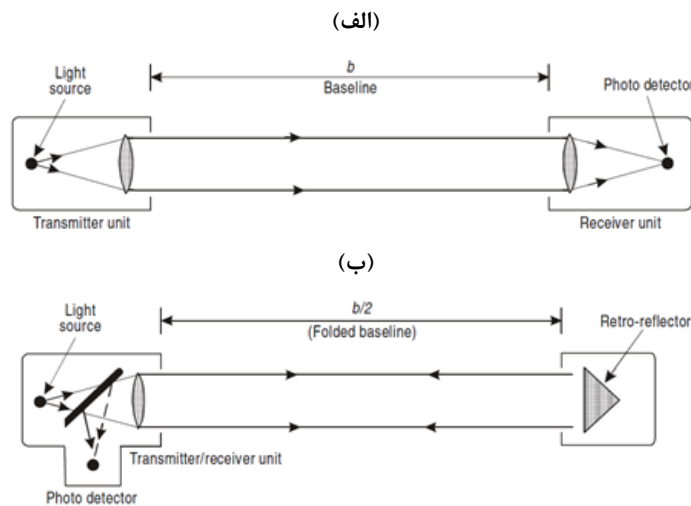 (الف)
Light
source
b
Baseline
Photo detector
Transmitter unit
Receiver unit
(ب)
Light
source
b/2
(Folded baseline)
Retro-reflector
Transmitter/receiver unit
Photo detector